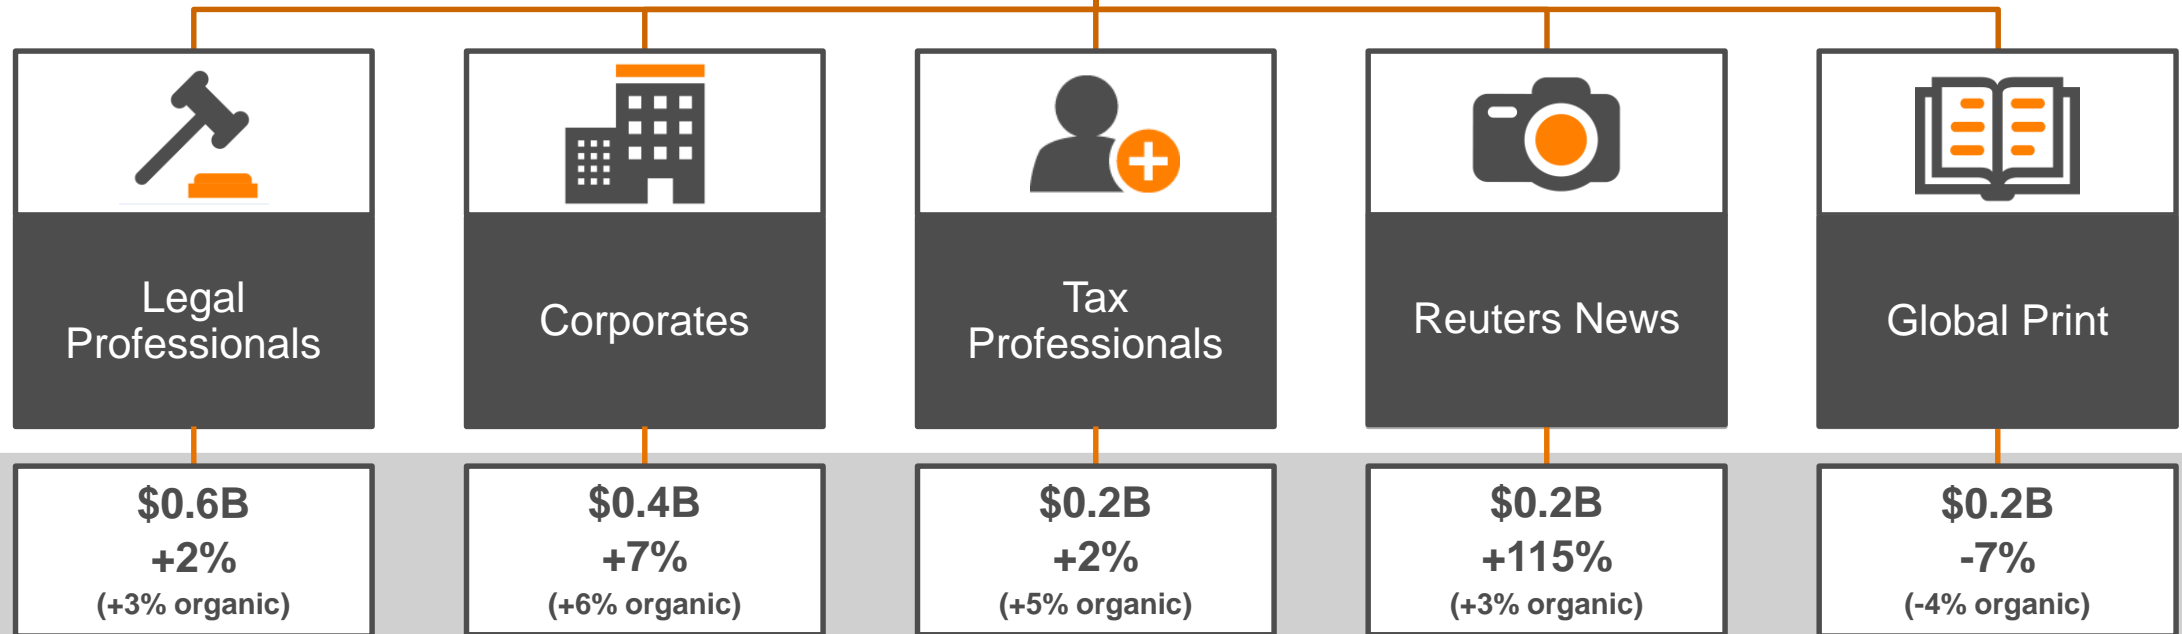 Legal
Professionals
Corporates
Tax
Professionals
Reuters News
Global Print
$0.6B
+2%
(+3% organic)
$0.4B
+7%
(+6% organic)
$0.2B
+2%
(+5% organic)
$0.2B
+115%
(+3% organic)
$0.2B
-7%
(-4% organic)